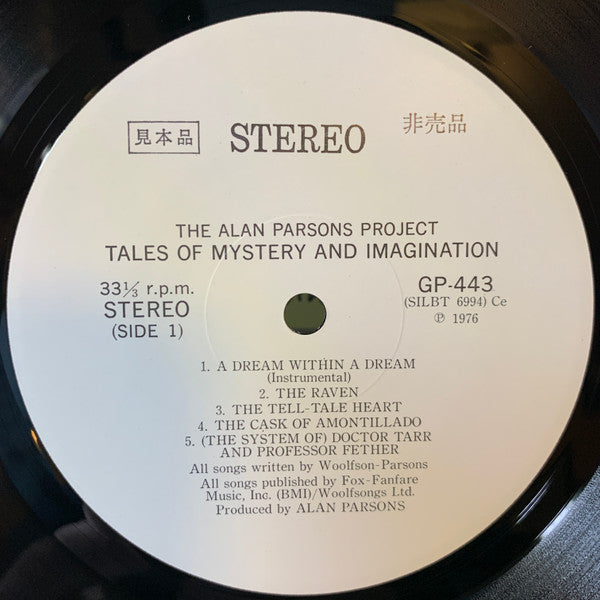 見本品 STEREO 非売品
THE ALAN PARSONS PROJECT
TALES OF MYSTERY AND IMAGINATION
33⅓ r.p.m. GP-443
STEREO (SILBT 6994) Ce
(SIDE 1) Ⓟ 1976
1. A DREAM WITHIN A DREAM
(Instrumental)
2. THE RAVEN
3. THE TELL-TALE HEART
4. THE CASK OF AMONTILLADO
5. (THE SYSTEM OF) DOCTOR TARR
AND PROFESSOR FETHER
All songs written by Woolfson-Parsons
All songs published by Fox-Fanfare
Music, Inc. (BMI)/Woolfsongs Ltd.
Produced by ALAN PARSONS